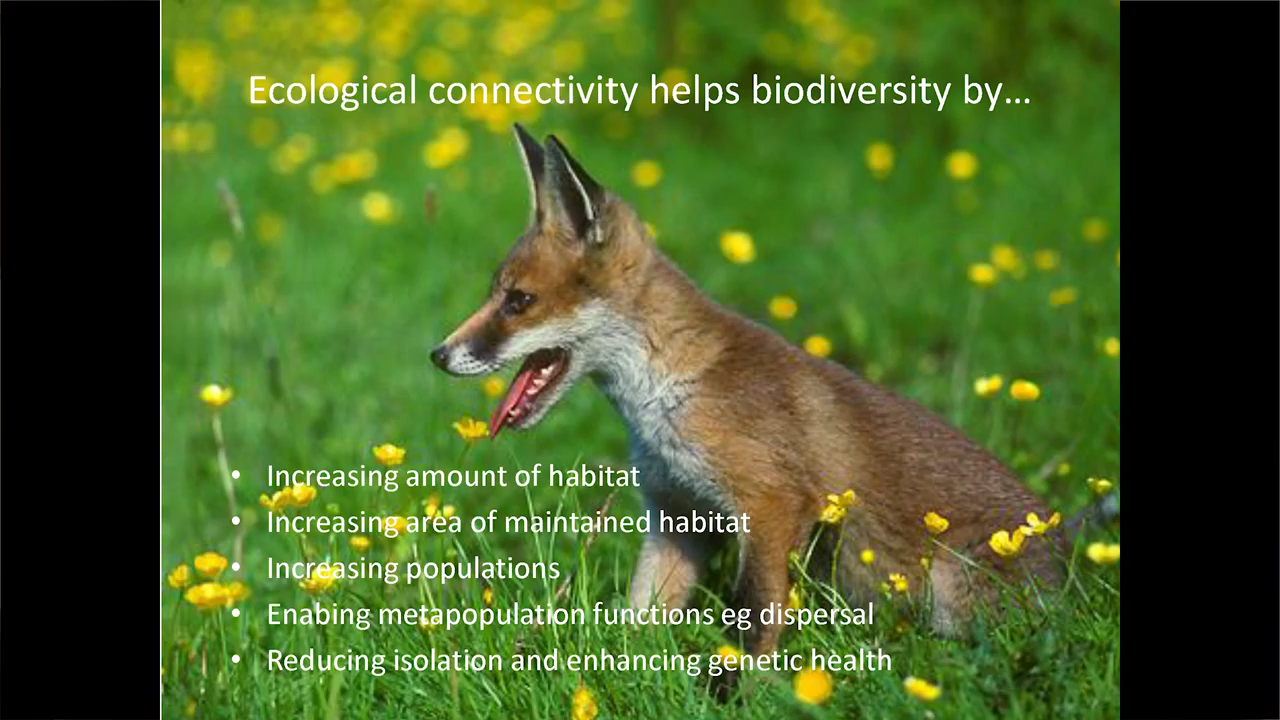 Ecological connectivity helps biodiversity by…
• Increasing amount of habitat
• Increasing area of maintained habitat
• Increasing populations
• Enabing metapopulation functions eg dispersal
• Reducing isolation and enhancing genetic health